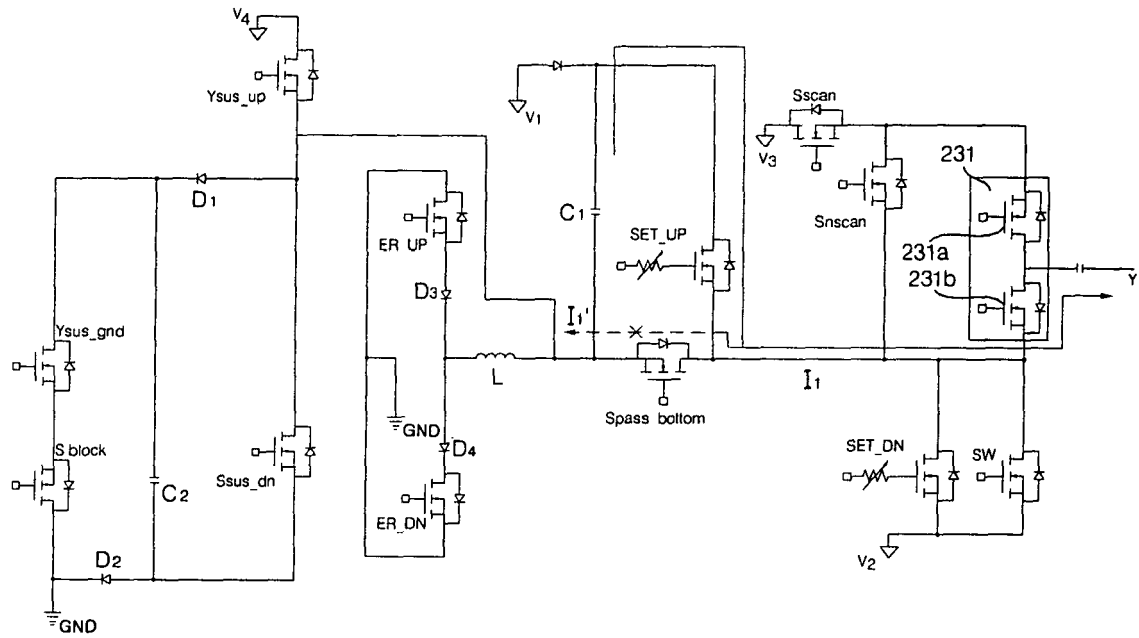 V4
Ysus_up
V1
Sscan
V3
231
D1
C1
Snscan
ER UP
SET_UP
231a
231b
D3
Y
Ysus_gnd
I1'
L
I1
GND
Spass bottom
S block
Ssus_dn
D4
SET_DN
SW
C2
ER_DN
D2
V2
GND